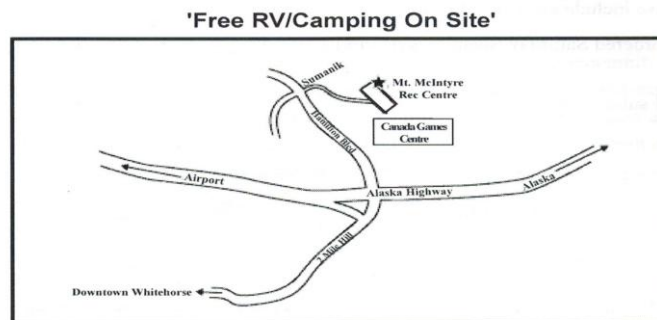 'Free RV/Camping On Site'
Sumanik
Mt. McIntyre
Rec Centre
Hamilton Blvd
Canada Games
Centre
Airport
Alaska Highway
Alaska
2 Mile Hill
Downtown Whitehorse